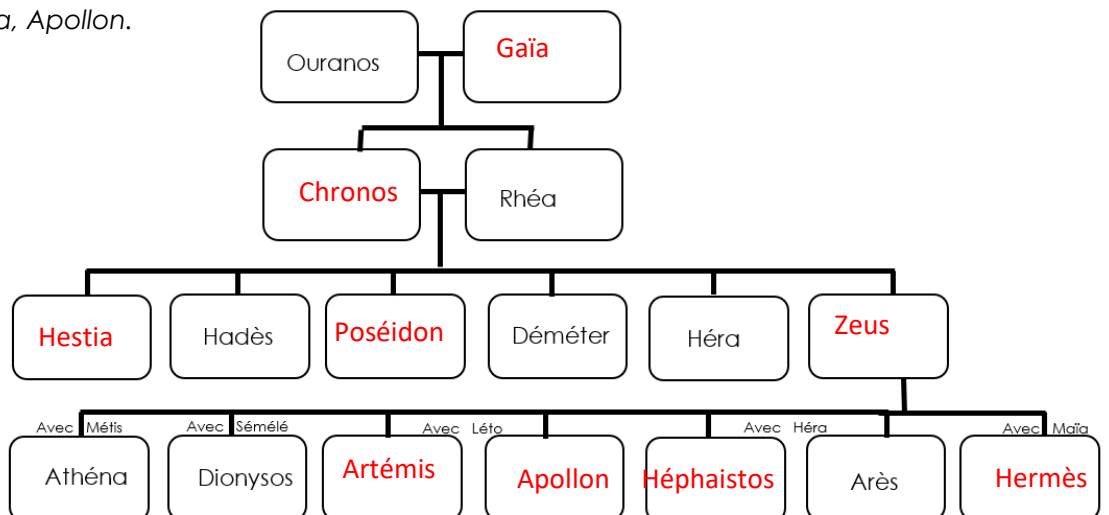 a, Apollon.
Ouranos
Gaïa
Chronos
Rhéa
Hestia
Hadès
Poséidon
Déméter
Héra
Zeus
Avec Métis
Avec Sémélé
Avec Léto
Avec Héra
Avec Maïa
Athéna
Dionysos
Artémis
Apollon
Héphaistos
Arès
Hermès